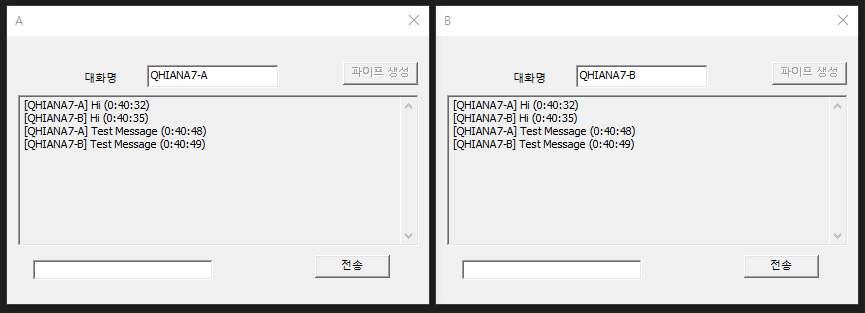 A
대화명 QHIANA7-A 파이프 생성
[QHIANA7-A] Hi (0:40:32)
[QHIANA7-B] Hi (0:40:35)
[QHIANA7-A] Test Message (0:40:48)
[QHIANA7-B] Test Message (0:40:49)
전송
B
대화명 QHIANA7-B 파이프 생성
[QHIANA7-A] Hi (0:40:32)
[QHIANA7-B] Hi (0:40:35)
[QHIANA7-A] Test Message (0:40:48)
[QHIANA7-B] Test Message (0:40:49)
전송